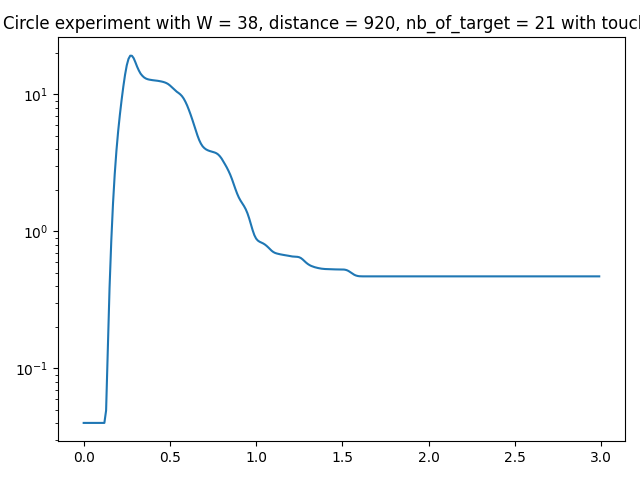 Circle experiment with W = 38, distance = 920, nb_of_target = 21 with
10¹
10⁰
10⁻¹
0.0 0.5 1.0 1.5 2.0 2.5 3.0